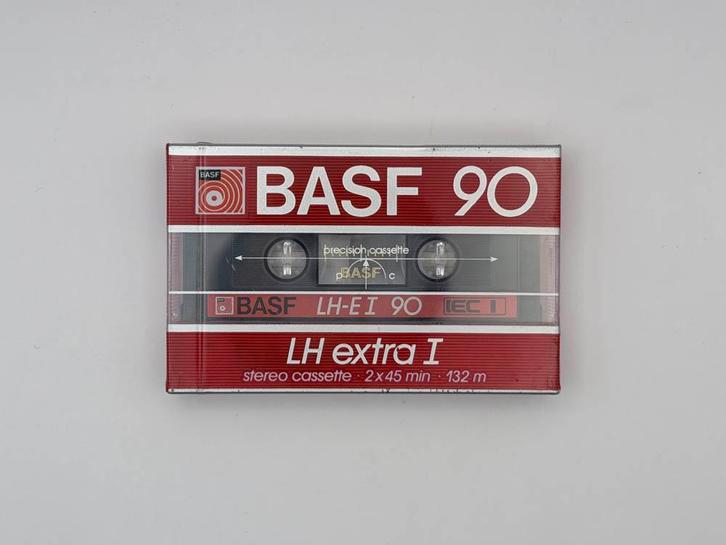 BASF
BASF 90
precision cassette
BASF
p c
BASF LH-E I 90 IEC I
LH extra I
stereo cassette · 2x45 min · 132 m